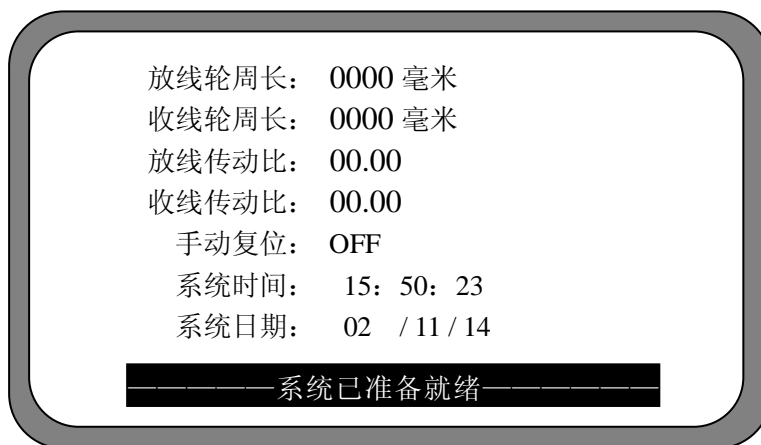 放线轮周长： 0000 毫米
收线轮周长： 0000 毫米
放线传动比： 00.00
收线传动比： 00.00
手动复位： OFF
系统时间： 15：50：23
系统日期： 02 / 11 / 14
—————系统已准备就绪——————